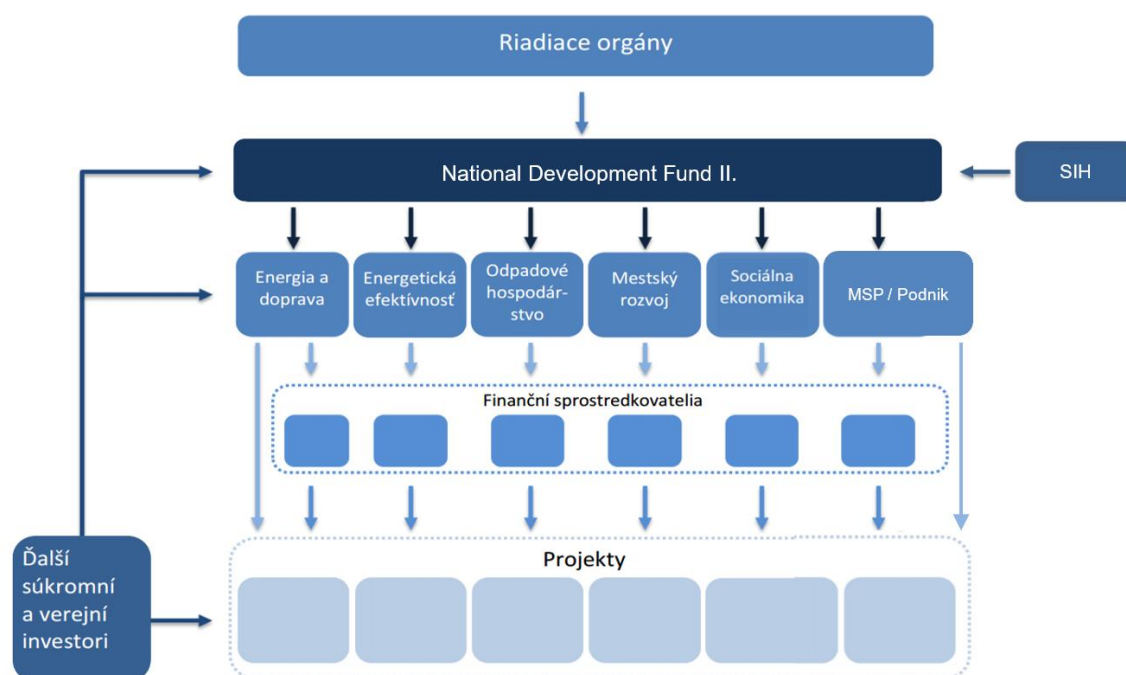 Riadiace orgány
National Development Fund II.
SIH
Energia a
doprava
Energetická
efektívnosť
Odpadové
hospodár-
stvo
Mestský
rozvoj
Sociálna
ekonomika
MSP / Podnik
Finanční sprostredkovatelia
Projekty
Ďalší
súkromní
a verejní
investori